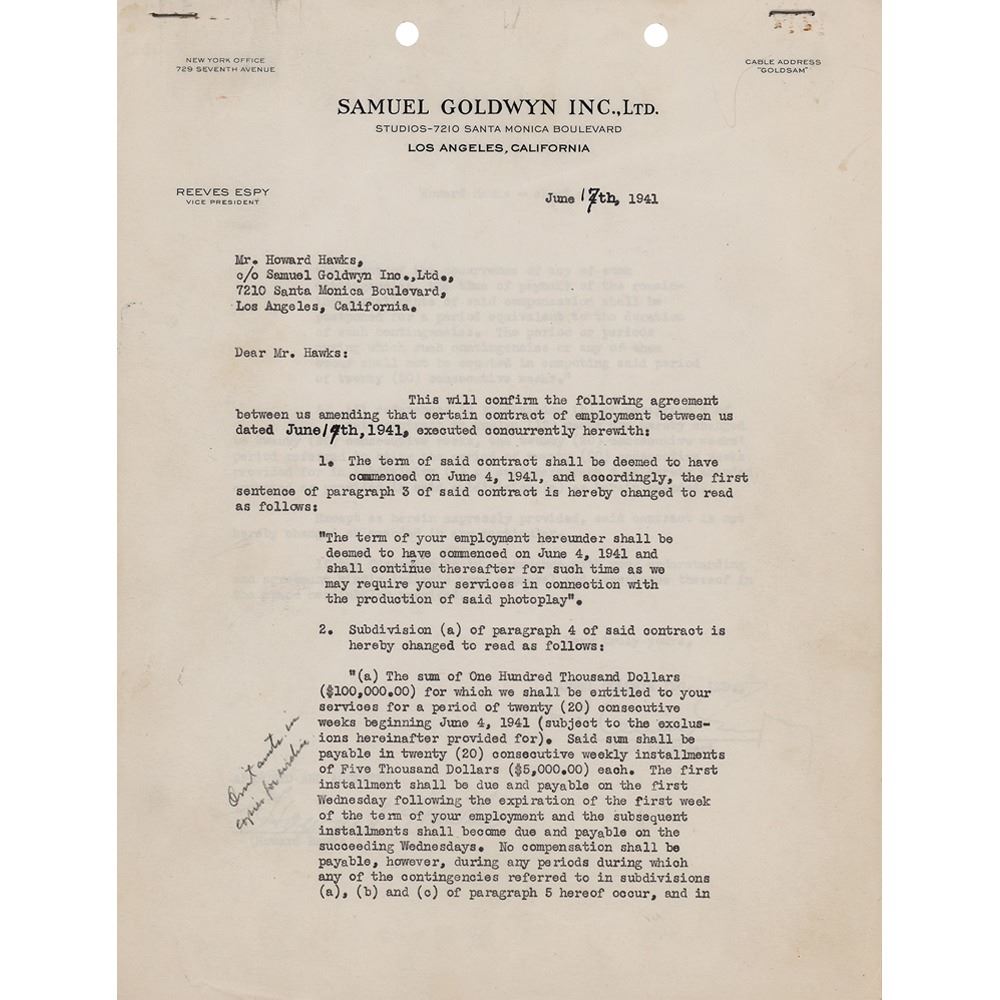 NEW YORK OFFICE
729 SEVENTH AVENUE
CABLE ADDRESS
"GOLDSAM"
SAMUEL GOLDWYN INC., LTD.
STUDIOS-7210 SANTA MONICA BOULEVARD
LOS ANGELES, CALIFORNIA
REEVES ESPY
VICE PRESIDENT
June 17th, 1941
Mr. Howard Hawks,
c/o Samuel Goldwyn Inc.,Ltd.,
7210 Santa Monica Boulevard,
Los Angeles, California.
Dear Mr. Hawks:
This will confirm the following agreement
between us amending that certain contract of employment between us
dated June 17th, 1941, executed concurrently herewith:
1. The term of said contract shall be deemed to have
commenced on June 4, 1941, and accordingly, the first
sentence of paragraph 3 of said contract is hereby changed to read
as follows:
"The term of your employment hereunder shall be
deemed to have commenced on June 4, 1941 and
shall continue thereafter for such time as we
may require your services in connection with
the production of said photoplay".
2. Subdivision (a) of paragraph 4 of said contract is
hereby changed to read as follows:
"(a) The sum of One Hundred Thousand Dollars
($100,000.00) for which we shall be entitled to your
services for a period of twenty (20) consecutive
weeks beginning June 4, 1941 (subject to the exclus-
ions hereinafter provided for). Said sum shall be
payable in twenty (20) consecutive weekly installments
of Five Thousand Dollars ($5,000.00) each. The first
installment shall be due and payable on the first
Wednesday following the expiration of the first week
of the term of your employment and the subsequent
installments shall become due and payable on the
succeeding Wednesdays. No compensation shall be
payable, however, during any periods during which
any of the contingencies referred to in subdivisions
(a), (b) and (c) of paragraph 5 hereof occur, and in
Omit amts. in
copies for